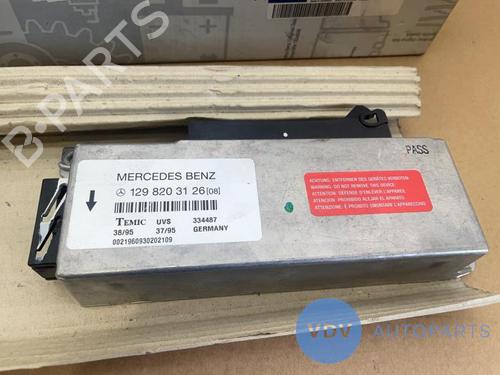 B-PARTS
MERCEDES BENZ
129 820 31 26 [08]
TEMIC UVS 334487
38/95 37/95 GERMANY
0021960930202109
PASS
ACHTUNG: ENTFERNEN DES GERÄTES VERBOTEN
WARNING: DO NOT REMOVE THIS DEVICE
ATTENTION: DÉFENSE D'ENLEVER L'APPAREIL
ATENCION: PROHIBIDO ALEJAR EL APARATO
ATTENZIONE: È PROIBITO SMONTARE L'APPARECCHIO
VDV AUTOPARTS